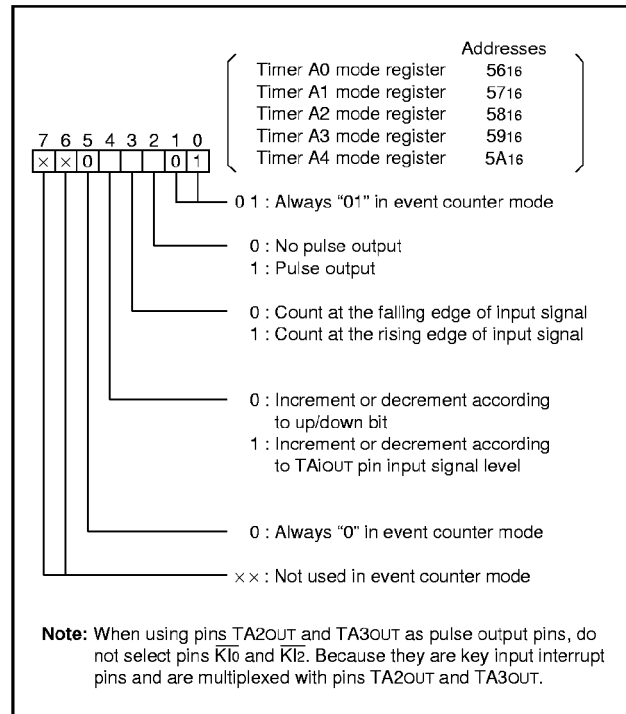 Addresses
Timer A0 mode register 5616
Timer A1 mode register 5716
Timer A2 mode register 5816
Timer A3 mode register 5916
Timer A4 mode register 5A16
7 6 5 4 3 2 1 0
× × 0 0 1
0 1 : Always “01” in event counter mode
0 : No pulse output
1 : Pulse output
0 : Count at the falling edge of input signal
1 : Count at the rising edge of input signal
0 : Increment or decrement according
to up/down bit
1 : Increment or decrement according
to TAiOUT pin input signal level
0 : Always “0” in event counter mode
×× : Not used in event counter mode
Note: When using pins TA2OUT and TA3OUT as pulse output pins, do
not select pins K̅I̅0 and K̅I̅2. Because they are key input interrupt
pins and are multiplexed with pins TA2OUT and TA3OUT.